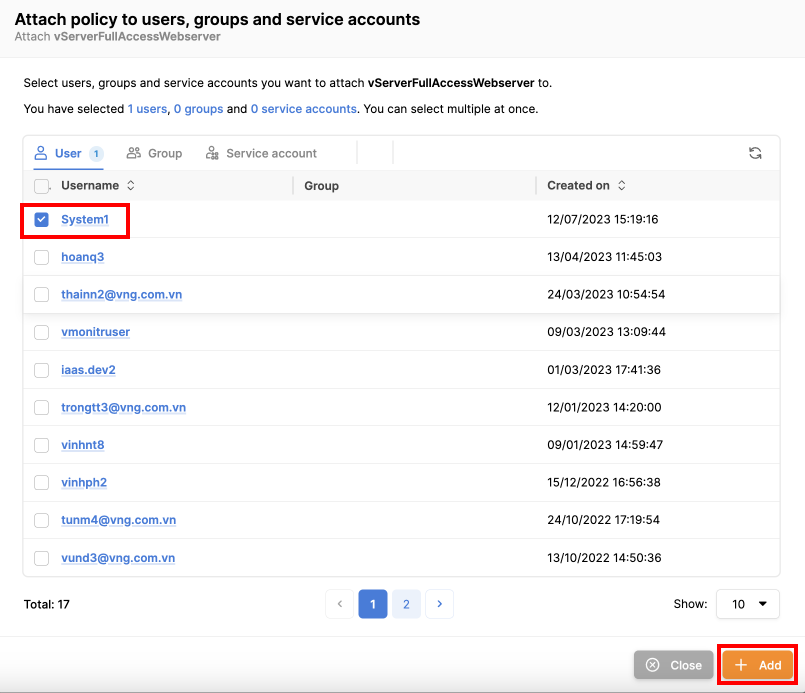 Attach policy to users, groups and service accounts
Attach vServerFullAccessWebserver
Select users, groups and service accounts you want to attach vServerFullAccessWebserver to.
You have selected 1 users, 0 groups and 0 service accounts. You can select multiple at once.
User 1 Group Service account
Username Group Created on
System1 12/07/2023 15:19:16
hoanq3 13/04/2023 11:45:03
thainn2@vng.com.vn 24/03/2023 10:54:54
vmonitruser 09/03/2023 13:09:44
iaas.dev2 01/03/2023 17:41:36
trongtt3@vng.com.vn 12/01/2023 14:20:00
vinhnt8 09/01/2023 14:59:47
vinhph2 15/12/2022 16:56:38
tunm4@vng.com.vn 24/10/2022 17:19:54
vund3@vng.com.vn 13/10/2022 14:50:36
Total: 17 1 2 Show: 10
Close Add